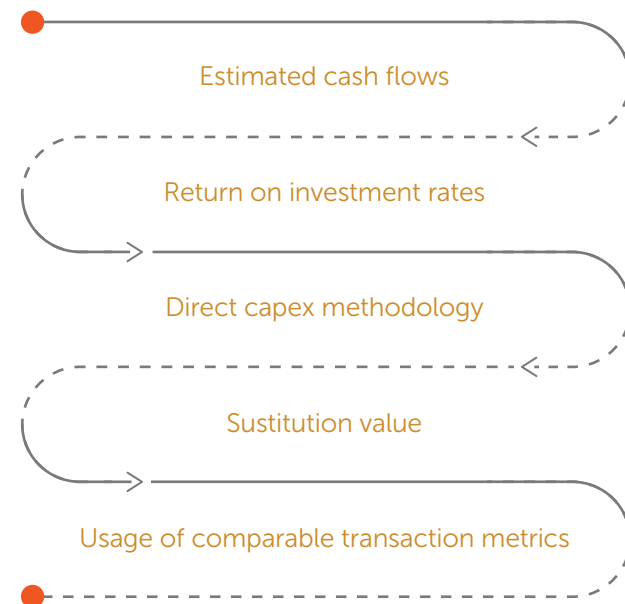 Estimated cash flows
Return on investment rates
Direct capex methodology
Sustitution value
Usage of comparable transaction metrics